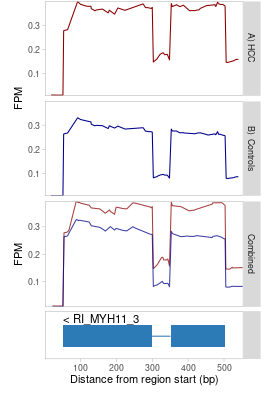 0.3
0.2
0.1
A) HCC
FPM
0.3
0.2
0.1
B) Controls
0.3
0.2
0.1
FPM
Combined
< RI_MYH11_3
100 200 300 400 500
Distance from region start (bp)